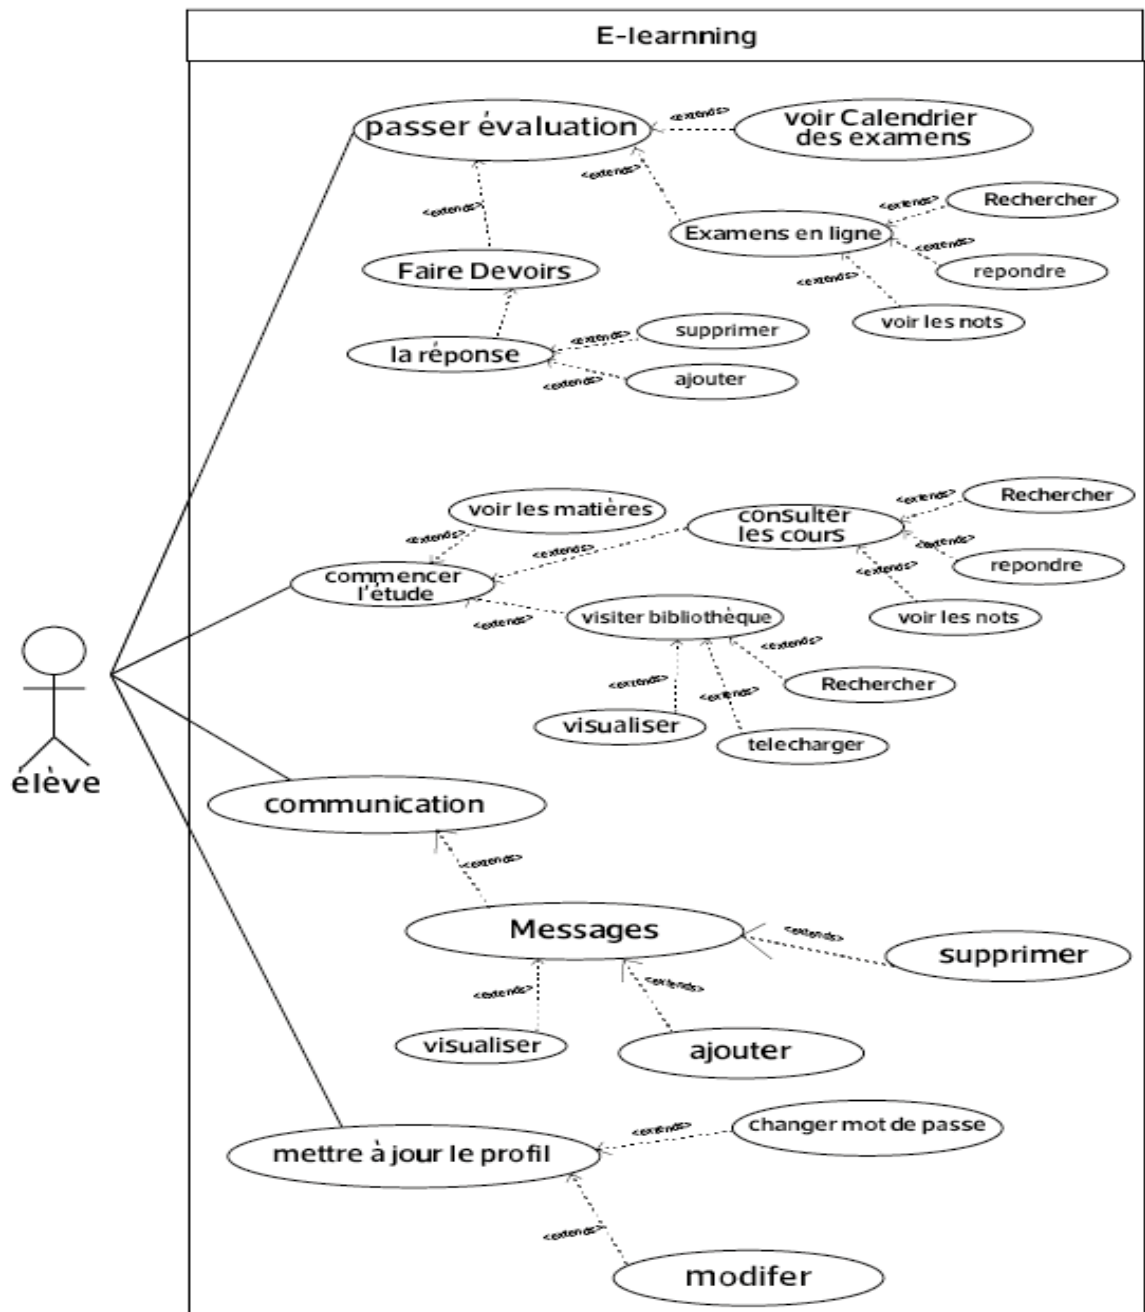 E-learnning
passer évaluation
<extends>
voir Calendrier
des examens
<extends>
<extends>
Rechercher
<extends>
Examens en ligne
<extends>
repondre
<extends>
voir les nots
Faire Devoirs
la réponse
<extends>
supprimer
<extends>
ajouter
voir les matières
<extends>
consulter
les cours
<extends>
Rechercher
<extends>
repondre
<extends>
voir les nots
<extends>
commencer
l'étude
<extends>
visiter bibliothèque
<extends>
Rechercher
<extends>
visualiser
<extends>
telecharger
élève
communication
<extends>
Messages
<extends>
supprimer
<extends>
visualiser
<extends>
ajouter
mettre à jour le profil
<extends>
changer mot de passe
<extends>
modifer